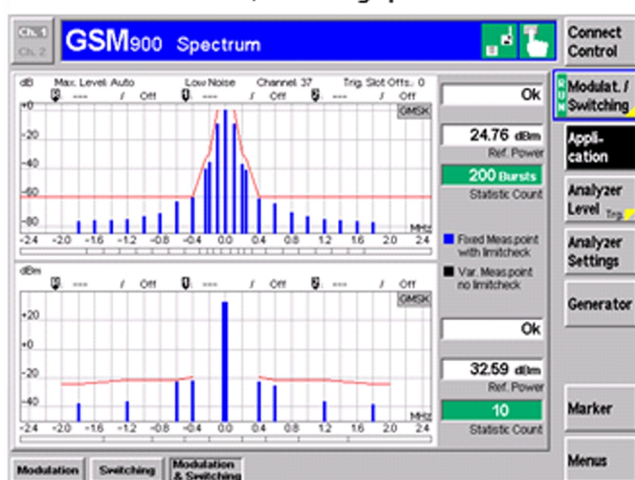 Ch. 1
Ch. 2
GSM900 Spectrum
Connect
Control
dB Max. Level: Auto Low Noise Channel: 37 Trig. Slot Offs.: 0
--- / Off --- / Off --- / Off
GMSK
+0
-20
-40
-60
-80
MHz
-2.4 -2.0 -1.6 -1.2 -0.8 -0.4 0.0 0.4 0.8 1.2 1.6 2.0 2.4
Ok
24.76 dBm
Ref. Power
200 Bursts
Statistic Count
Fixed Meas.point
with limitcheck
Var. Meas.point
no limitcheck
dBm
--- / Off --- / Off --- / Off
GMSK
+20
+0
-20
-40
MHz
-2.4 -2.0 -1.6 -1.2 -0.8 -0.4 0.0 0.4 0.8 1.2 1.6 2.0 2.4
Ok
32.59 dBm
Ref. Power
10
Statistic Count
RUN
Modulat./
Switching
Appli-
cation
Analyzer
Level Trg.
Analyzer
Settings
Generator
Marker
Menus
Modulation
Switching
Modulation
& Switching